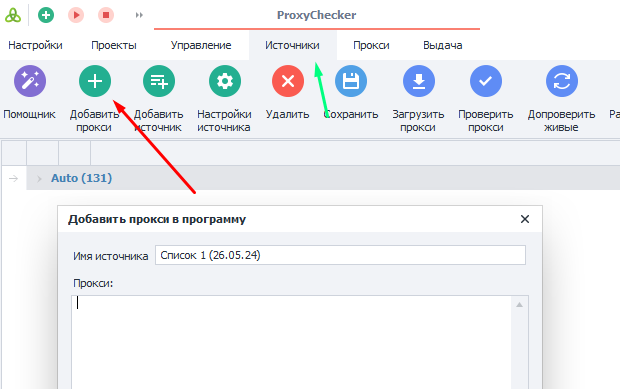 ProxyChecker
Настройки Проекты Управление Источники Прокси Выдача
Помощник Добавить прокси Добавить источник Настройки источника Удалить Сохранить Загрузить прокси Проверить прокси Допроверить живые
Auto (131)
Добавить прокси в программу
Имя источника Список 1 (26.05.24)
Прокси: